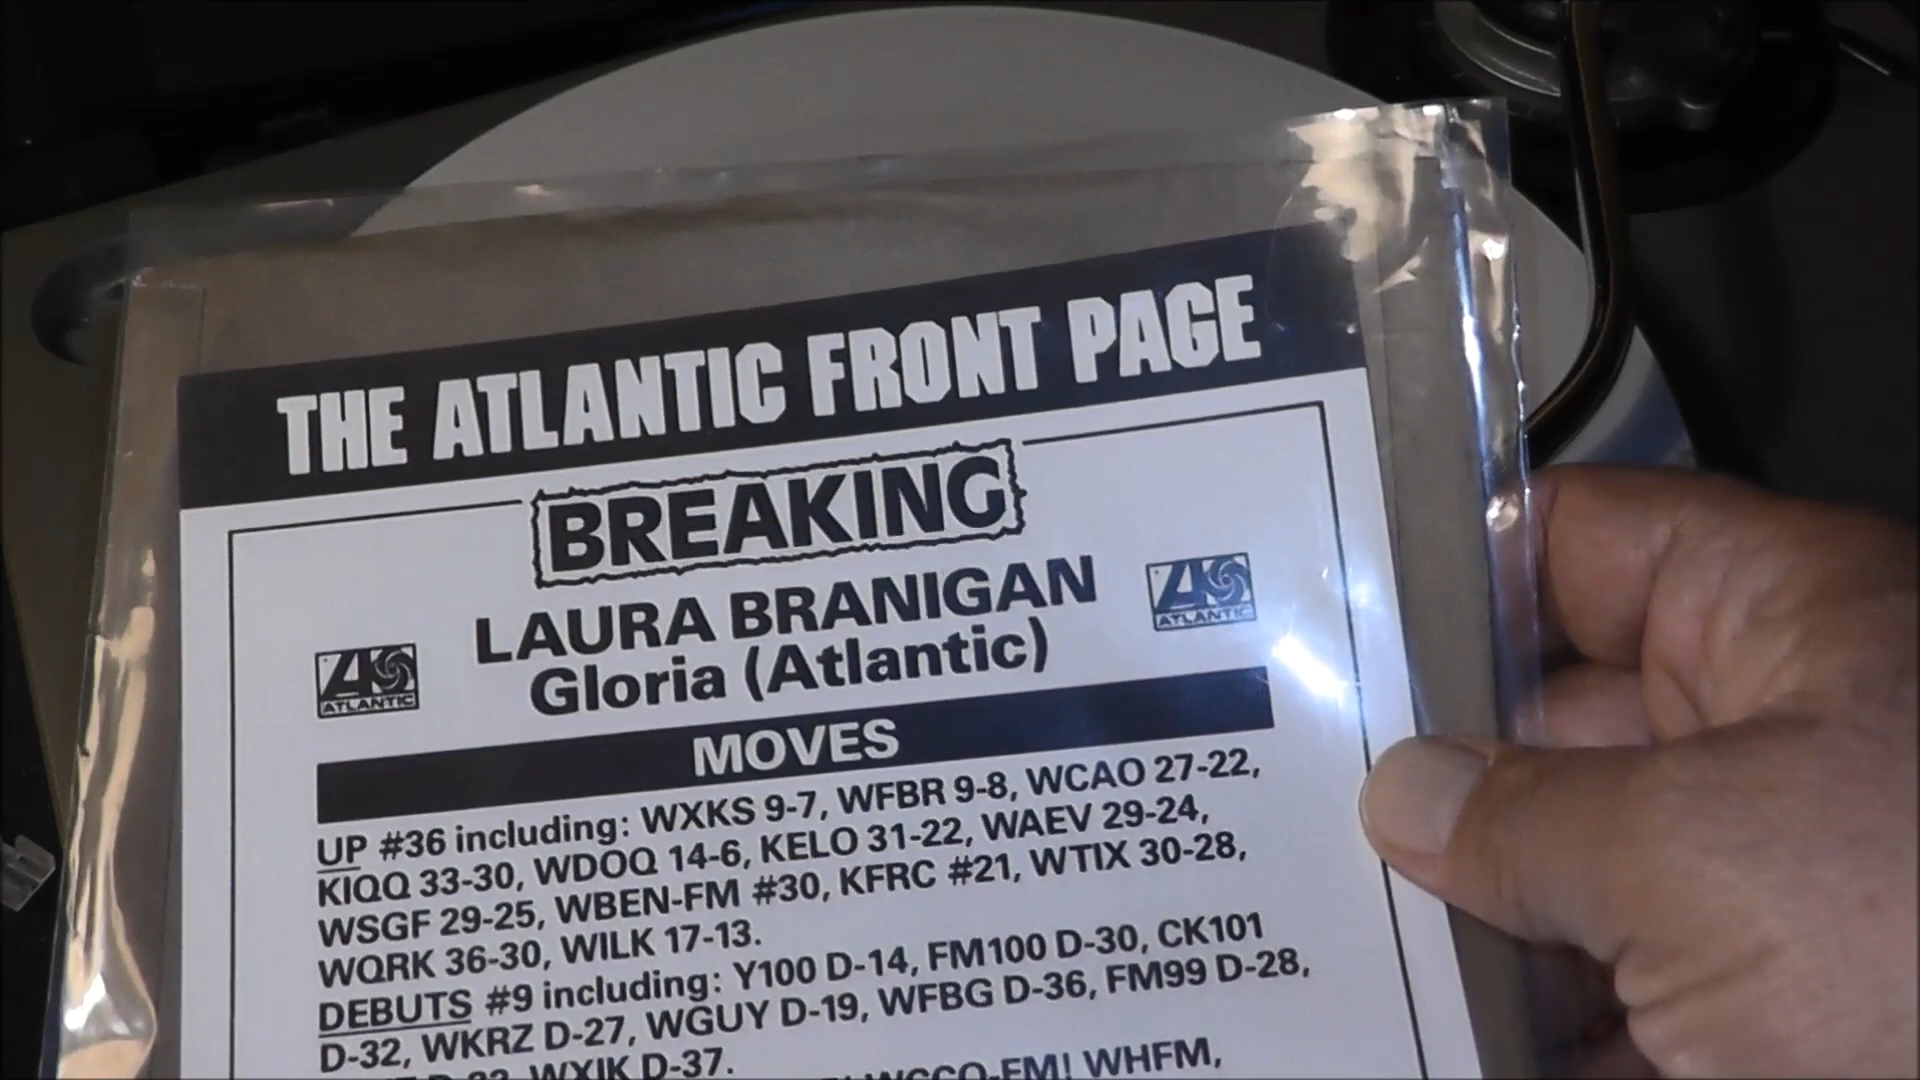 THE ATLANTIC FRONT PAGE
BREAKING
LAURA BRANIGAN
Gloria (Atlantic)
ATLANTIC
ATLANTIC
MOVES
UP #36 including: WXKS 9-7, WFBR 9-8, WCAO 27-22,
KIQQ 33-30, WDOQ 14-6, KELO 31-22, WAEV 29-24,
WSGF 29-25, WBEN-FM #30, KFRC #21, WTIX 30-28,
WQRK 36-30, WILK 17-13.
DEBUTS #9 including: Y100 D-14, FM100 D-30, CK101
D-32, WKRZ D-27, WGUY D-19, WFBG D-36, FM99 D-28,
WXIK D-37.
WCCO-FM! WHFM,